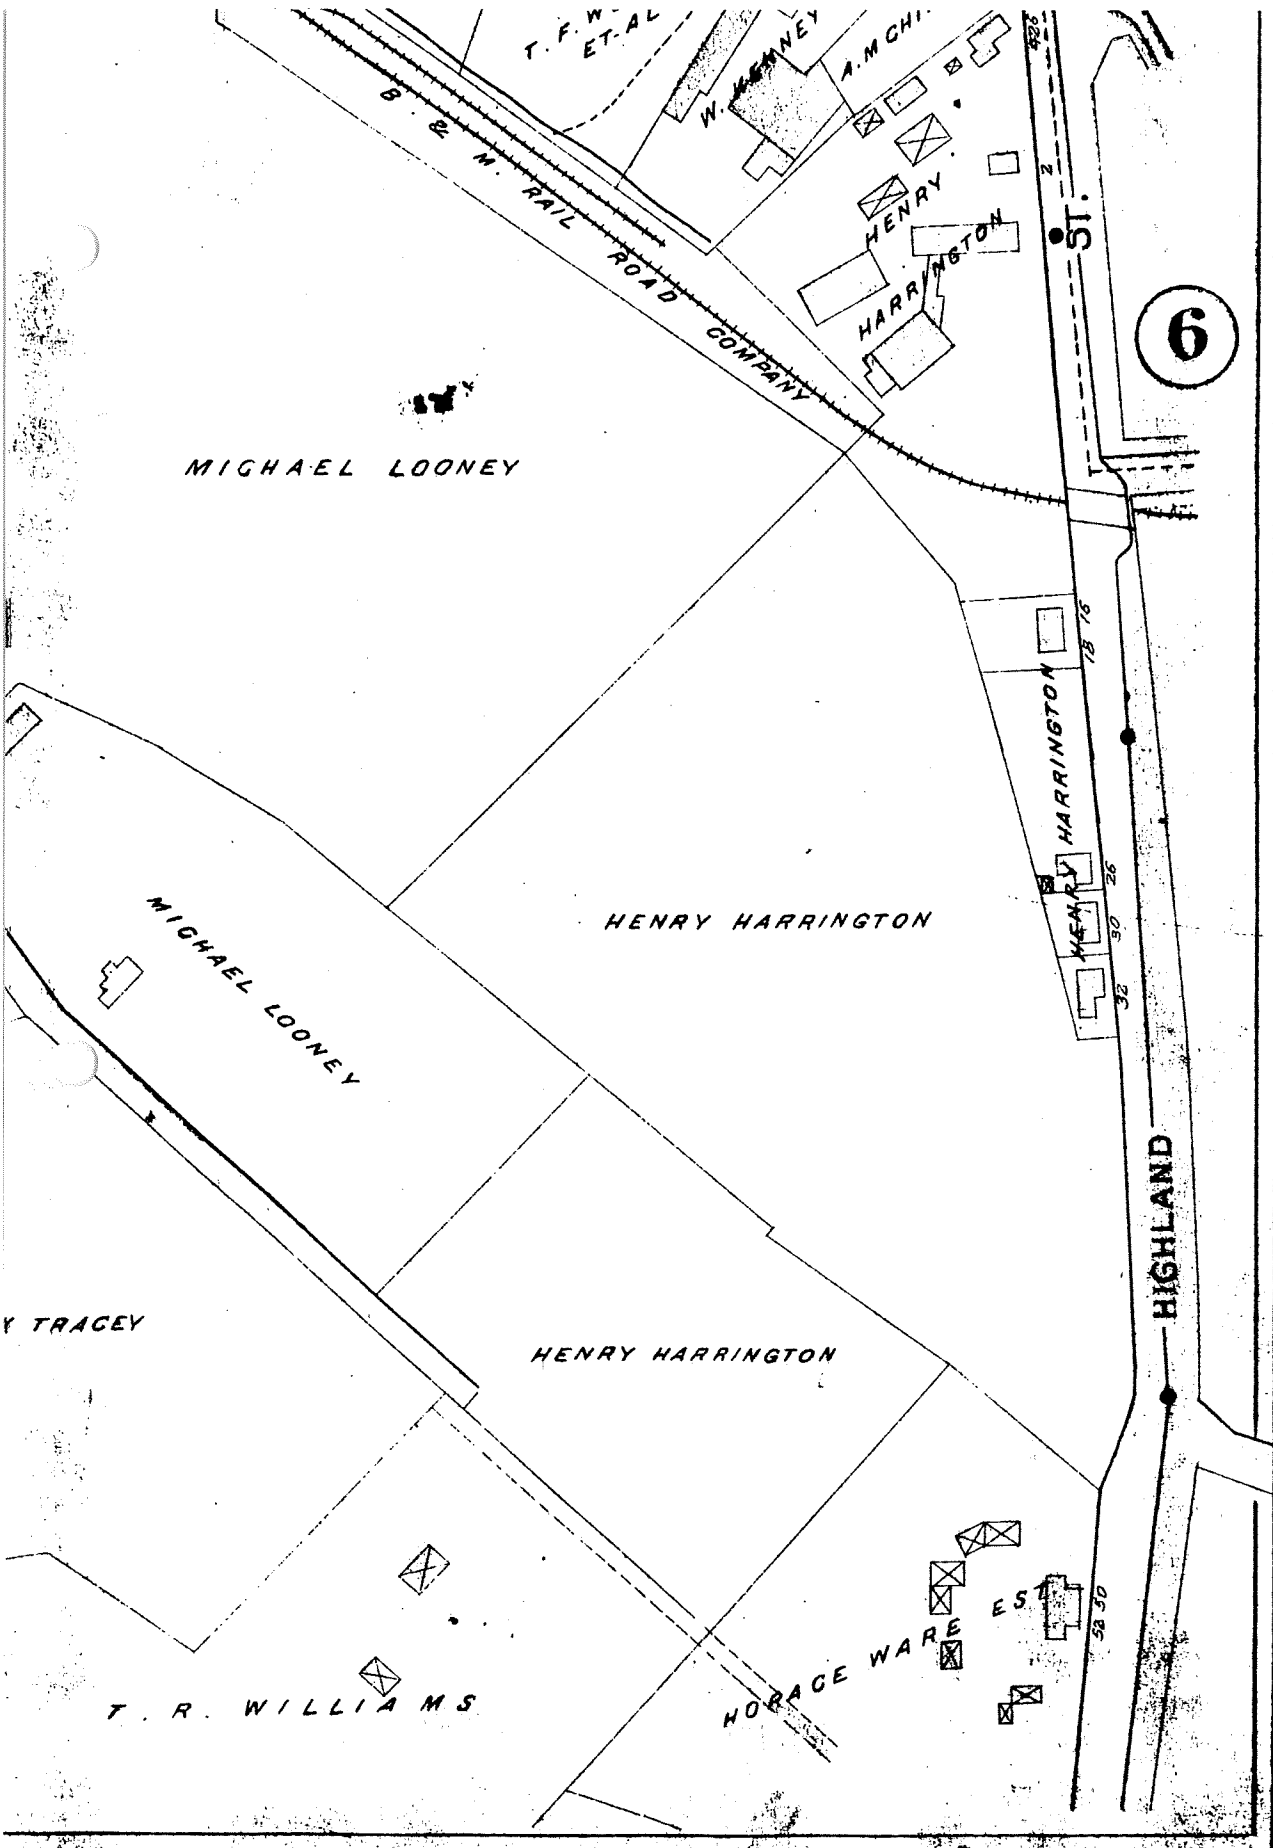 T. F. W
ET-AL
W. KENNEY
A. M CHI
2
B. & M. RAIL ROAD COMPANY
HENRY
HARRINGTON
ST.
6
MICHAEL LOONEY
16
18
HENRY HARRINGTON
26
30
32
HENRY HARRINGTON
MICHAEL LOONEY
HIGHLAND
Y TRACEY
HENRY HARRINGTON
50
52
HORACE WARE EST
T. R. WILLIAMS